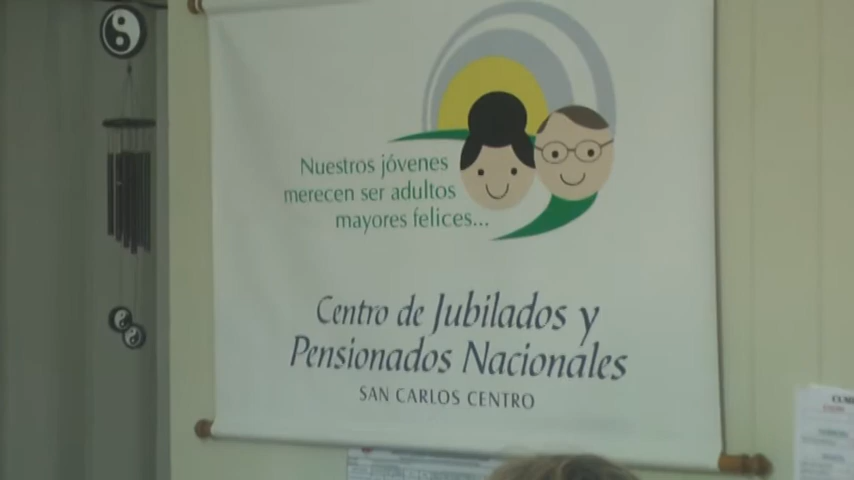 Nuestros jóvenes
merecen ser adultos
mayores felices...
Centro de Jubilados y
Pensionados Nacionales
SAN CARLOS CENTRO